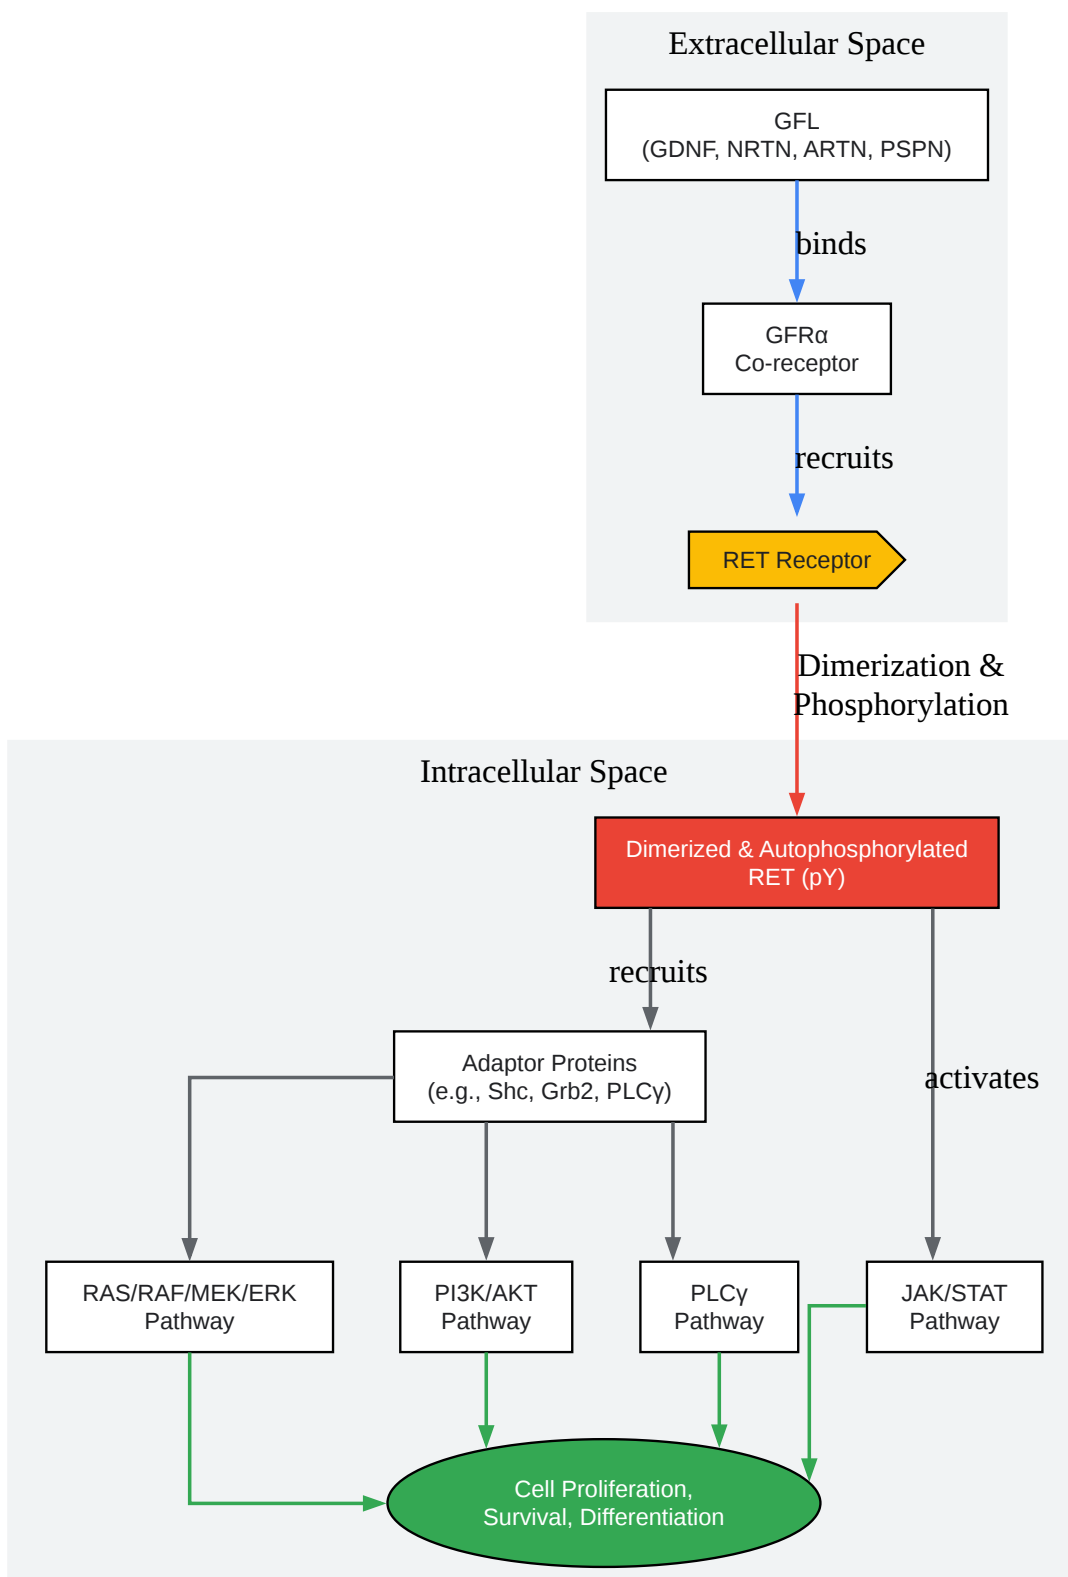 Extracellular Space
GFL
(GDNF, NRTN, ARTN, PSPN)
binds
GFRα
Co-receptor
recruits
RET Receptor
Dimerization &
Phosphorylation
Intracellular Space
Dimerized & Autophosphorylated
RET (pY)
recruits
Adaptor Proteins
(e.g., Shc, Grb2, PLCγ)
activates
RAS/RAF/MEK/ERK
Pathway
PI3K/AKT
Pathway
PLCγ
Pathway
JAK/STAT
Pathway
Cell Proliferation,
Survival, Differentiation